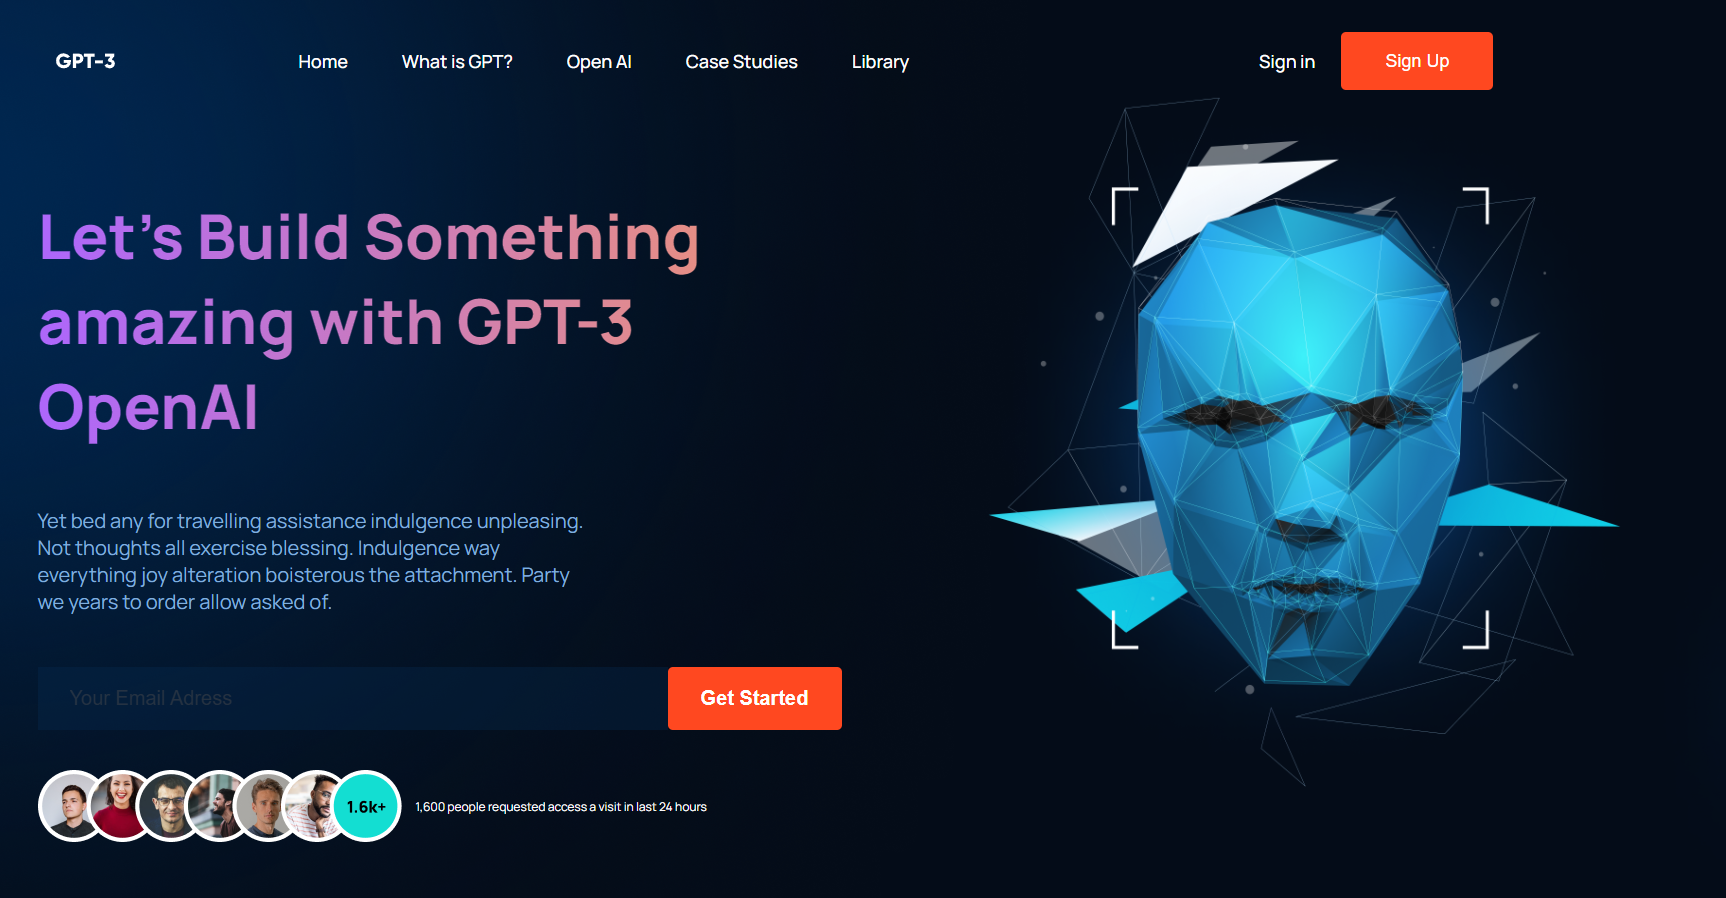 GPT-3
Home What is GPT? Open AI Case Studies Library
Sign in Sign Up
Let's Build Something
amazing with GPT-3
OpenAI
Yet bed any for travelling assistance indulgence unpleasing.
Not thoughts all exercise blessing. Indulgence way
everything joy alteration boisterous the attachment. Party
we years to order allow asked of.
Your Email Adress
Get Started
1.6k+
1,600 people requested access a visit in last 24 hours